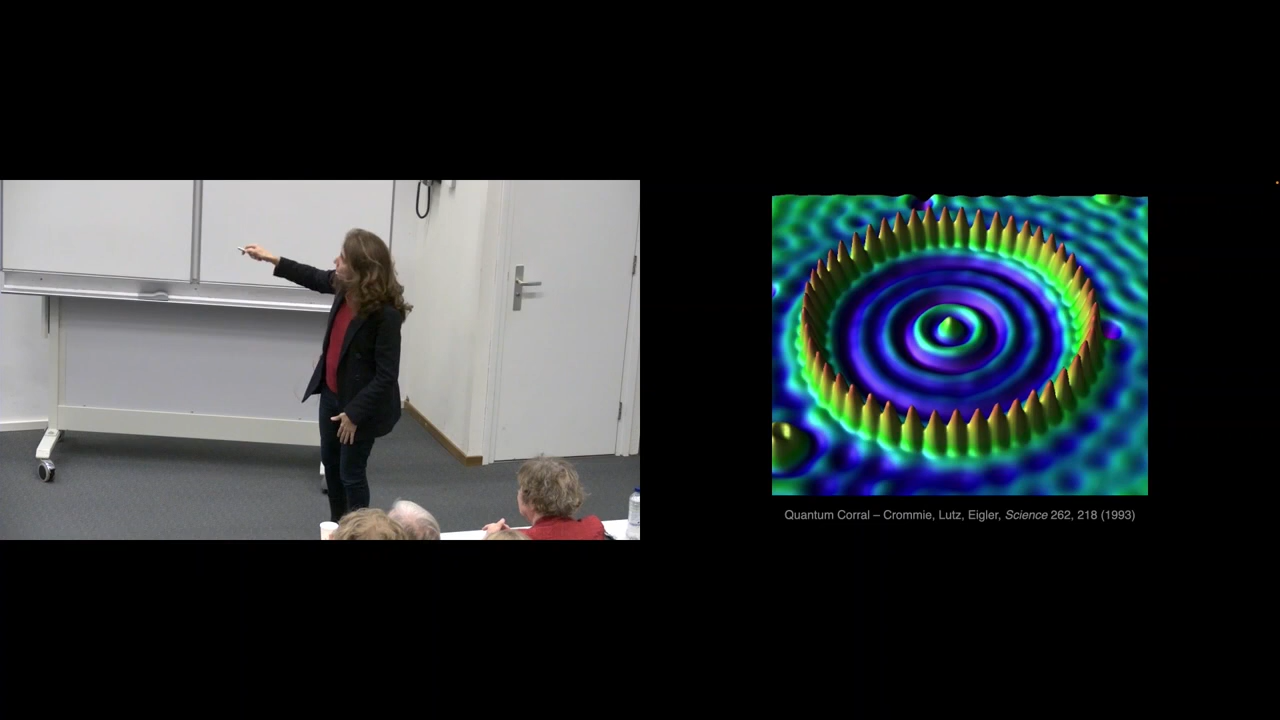 Quantum Corral – Crommie, Lutz, Eigler, Science 262, 218 (1993)